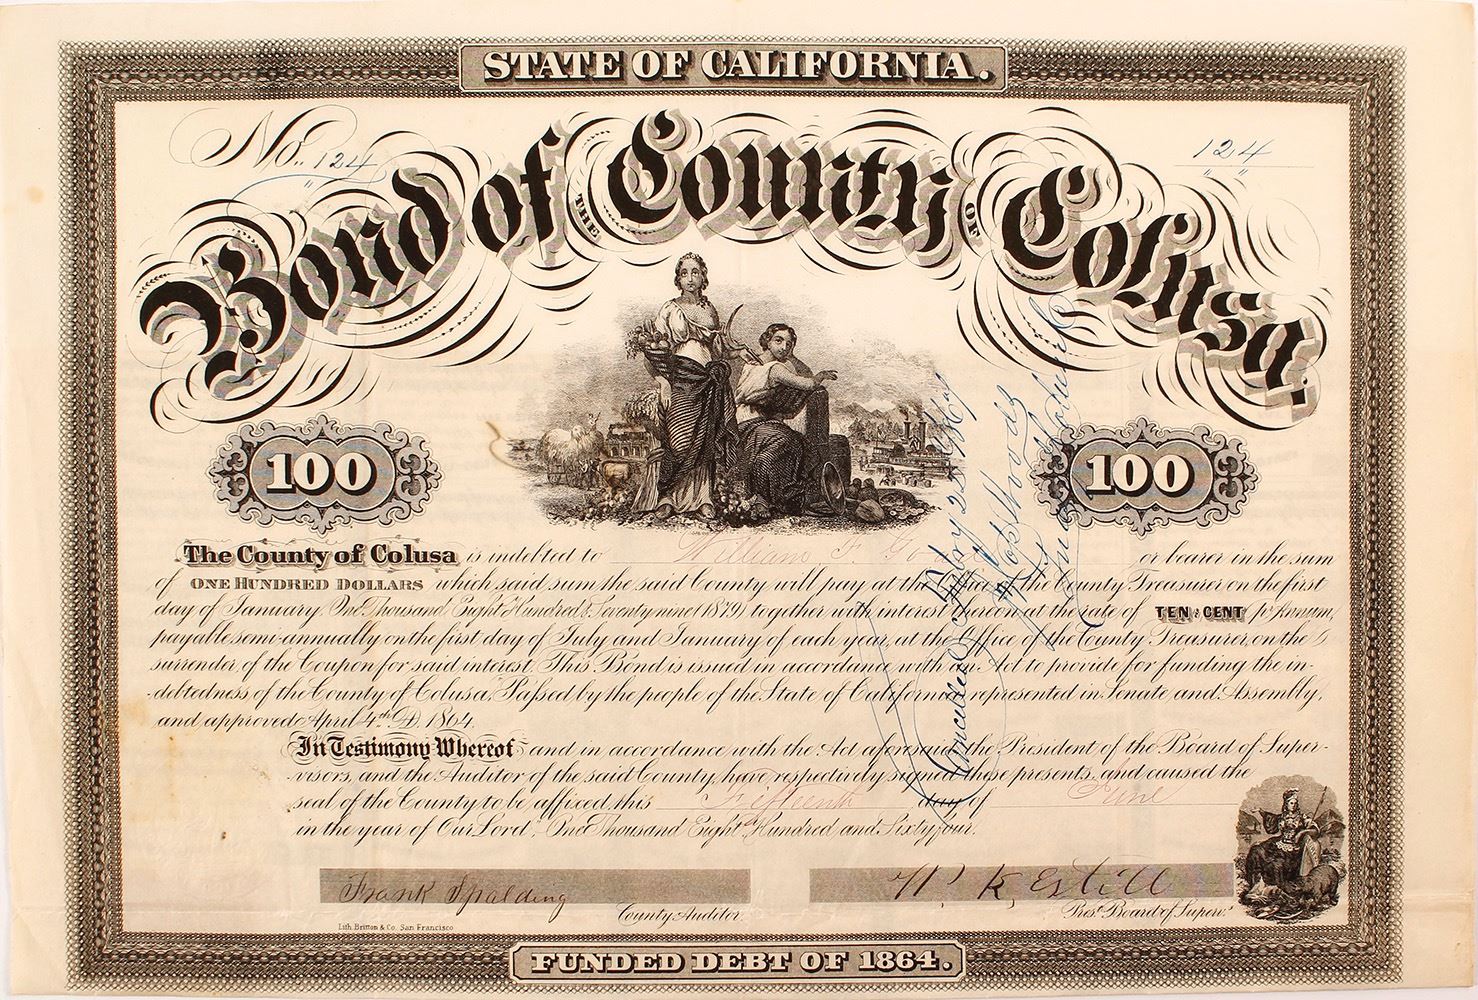 STATE OF CALIFORNIA.
No. 124
124
Bond of THE County OF Colusa.
100
100
The County of Colusa is indebted to William F. or bearer in the sum
of ONE HUNDRED DOLLARS which said sum the said County will pay at the Office of the County Treasurer on the first
day of January One Thousand Eight Hundred & Seventy nine (1879) together with interest thereon at the rate of TEN : CENT pr Annum,
payable semi-annually on the first day of July and January of each year, at the Office of the County Treasurer, on the
surrender of the Coupon for said interest. This Bond is issued in accordance with an Act to provide for funding the in-
debtedness of the County of Colusa, Passed by the people of the State of California represented in Senate and Assembly,
and approved April 4th AD. 1864.
In Testimony Whereof and in accordance with the Act aforesaid the President of the Board of Super-
visors, and the Auditor of the said County, have respectively signed these presents, and caused the
seal of the County to be affixed this Fifteenth day of June
in the year of Our Lord, One Thousand Eight Hundred and Sixty four.
Cancelled
Frank Spalding
County Auditor
W. K. Estill
Prest. Board of Superv.s
Lith. Britton & Co. San Francisco
FUNDED DEBT OF 1864.